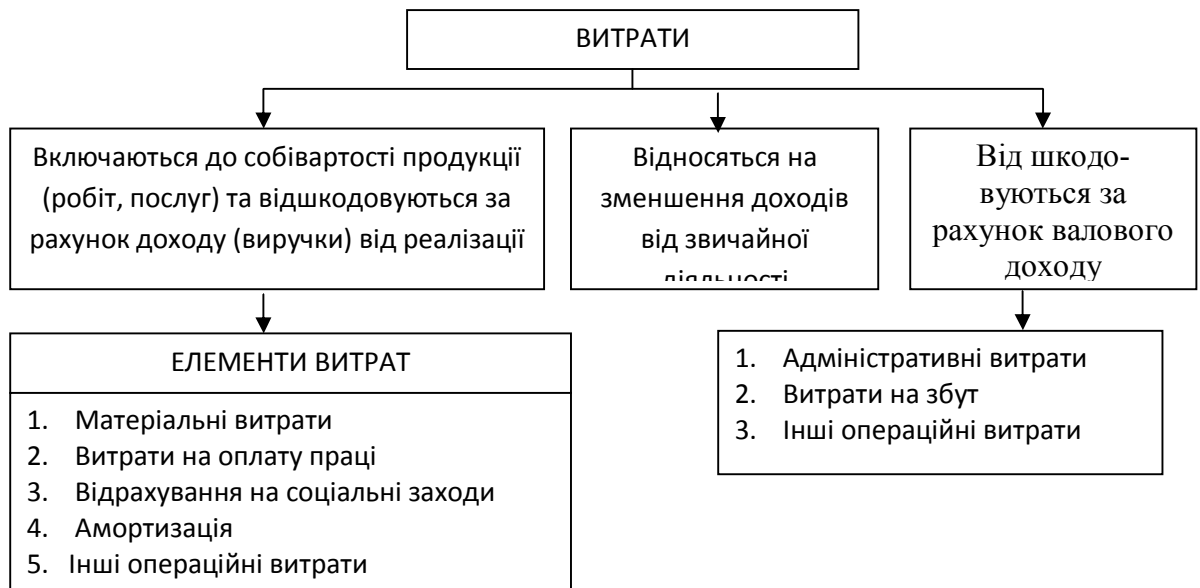 ВИТРАТИ
Включаються до собівартості продукції
(робіт, послуг) та відшкодовуються за
рахунок доходу (виручки) від реалізації
Відносяться на
зменшення доходів
від звичайної
діяльності
Від шкодо-
вуються за
рахунок валового
доходу
ЕЛЕМЕНТИ ВИТРАТ
1. Матеріальні витрати
2. Витрати на оплату праці
3. Відрахування на соціальні заходи
4. Амортизація
5. Інші операційні витрати
1. Адміністративні витрати
2. Витрати на збут
3. Інші операційні витрати